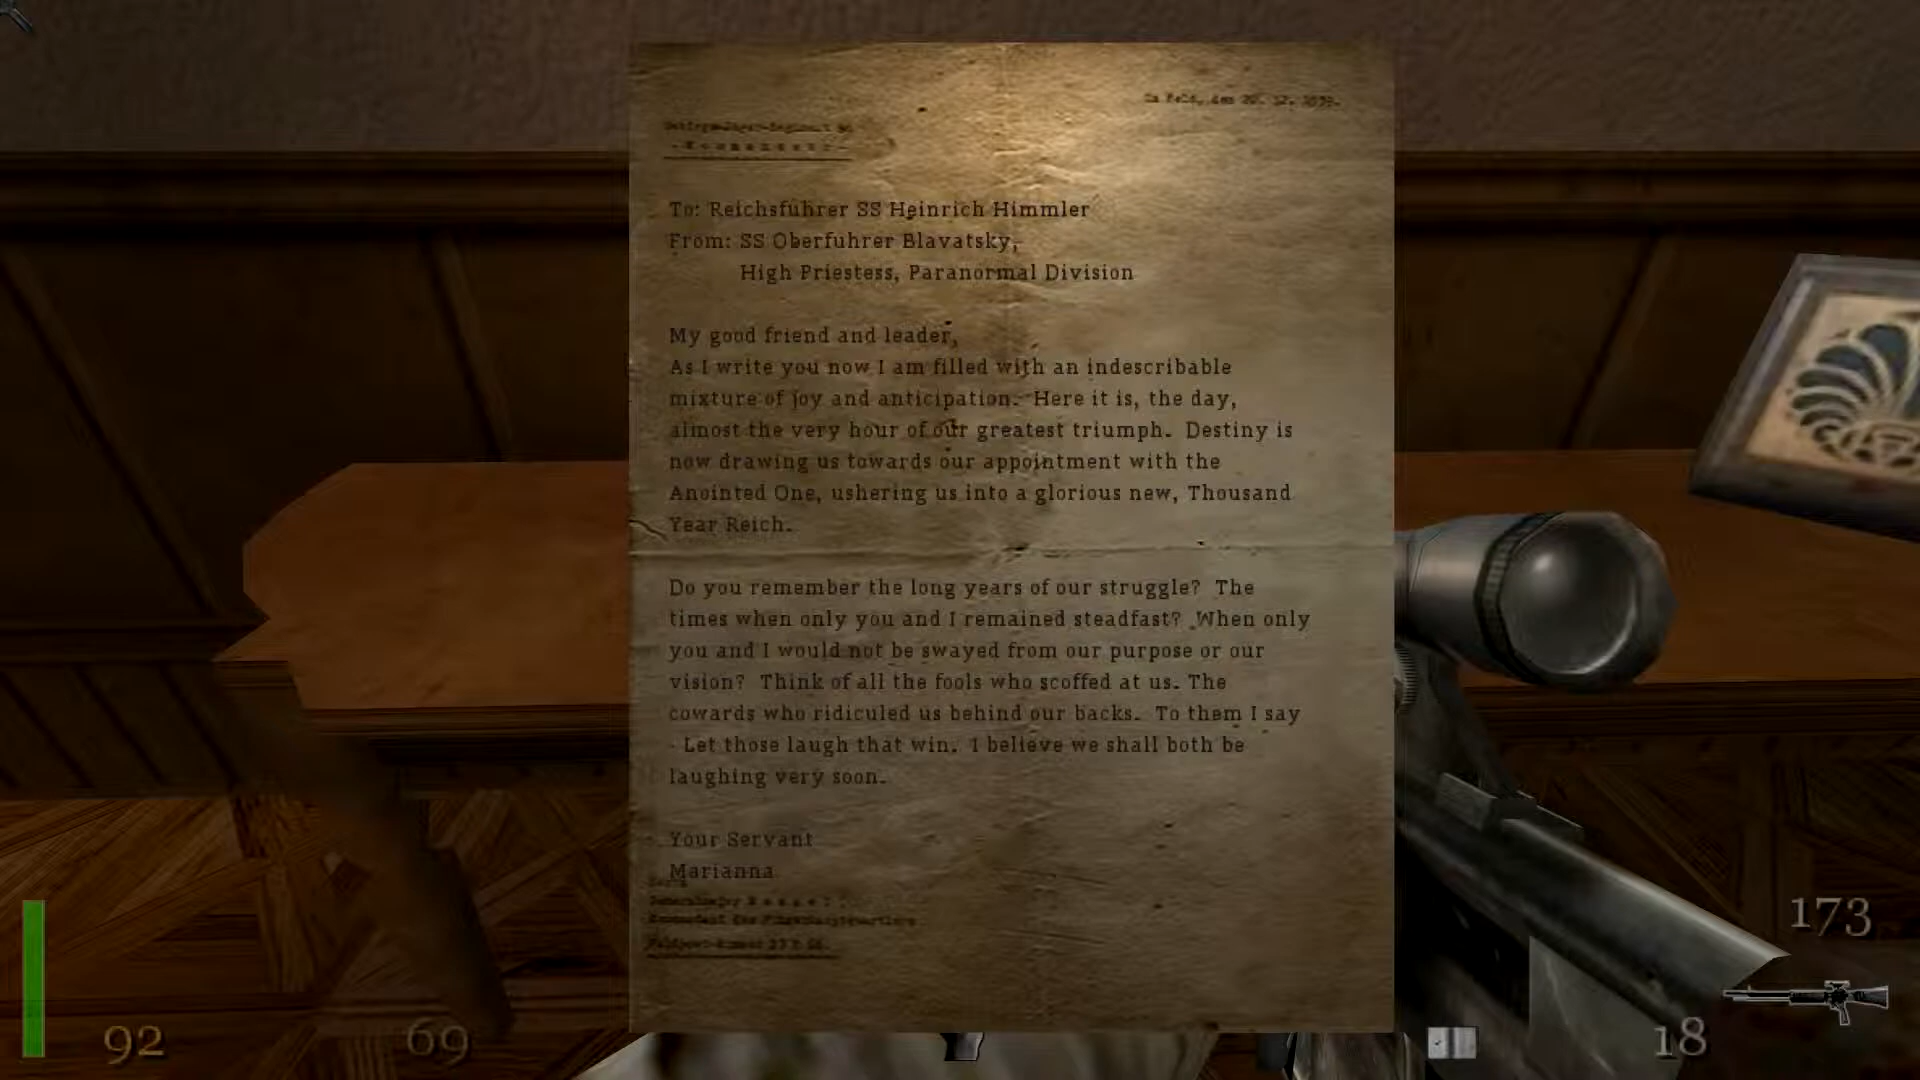 To: Reichsfuhrer SS Heinrich Himmler
From: SS Oberfuhrer Blavatsky,
High Priestess, Paranormal Division
My good friend and leader,
As I write you now I am filled with an indescribable
mixture of joy and anticipation. Here it is, the day,
almost the very hour of our greatest triumph. Destiny is
now drawing us towards our appointment with the
Anointed One, ushering us into a glorious new, Thousand
Year Reich.
Do you remember the long years of our struggle? The
times when only you and I remained steadfast? When only
you and I would not be swayed from our purpose or our
vision? Think of all the fools who scoffed at us. The
cowards who ridiculed us behind our backs. To them I say
- Let those laugh that win. I believe we shall both be
laughing very soon.
Your Servant
Marianna
173
92
69
18